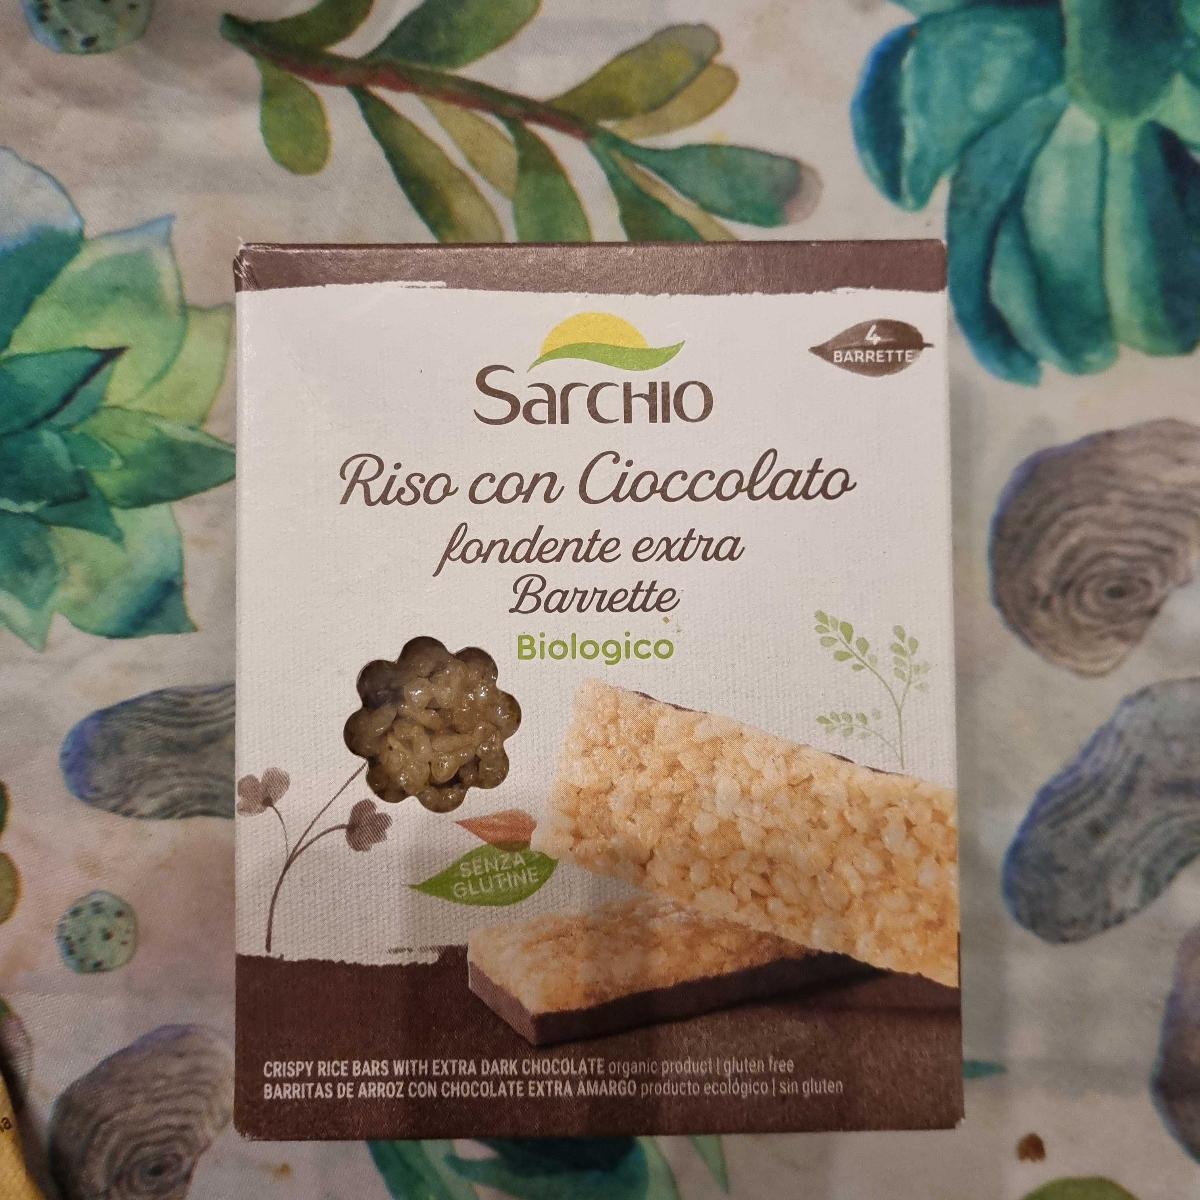 4
BARRETTE
Sarchio
Riso con Cioccolato
fondente extra
Barrette
Biologico
SENZA
GLUTINE
CRISPY RICE BARS WITH EXTRA DARK CHOCOLATE organic product | gluten free
BARRITAS DE ARROZ CON CHOCOLATE EXTRA AMARGO producto ecológico | sin gluten